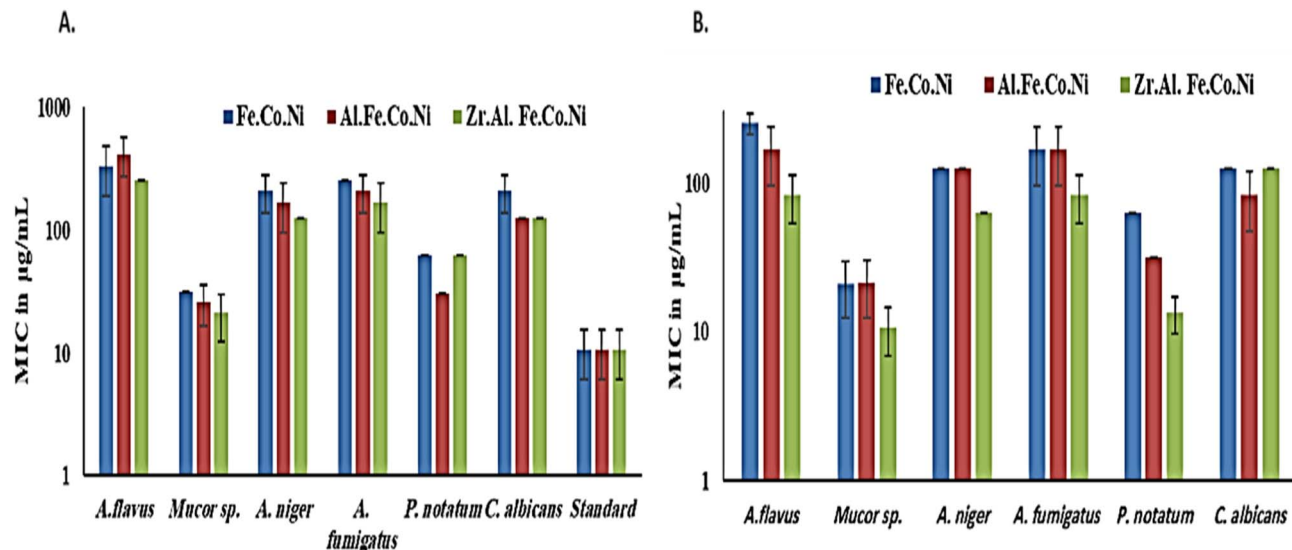 A.
1000
Fe.Co.Ni Al.Fe.Co.Ni Zr.Al. Fe.Co.Ni
100
10
1
MIC in µg/mL
A.flavus Mucor sp. A. niger A. fumigatus P. notatum C. albicans Standard
B.
Fe.Co.Ni Al.Fe.Co.Ni Zr.Al. Fe.Co.Ni
100
10
1
MIC in µg/mL
A.flavus Mucor sp. A. niger A. fumigatus P. notatum C. albicans